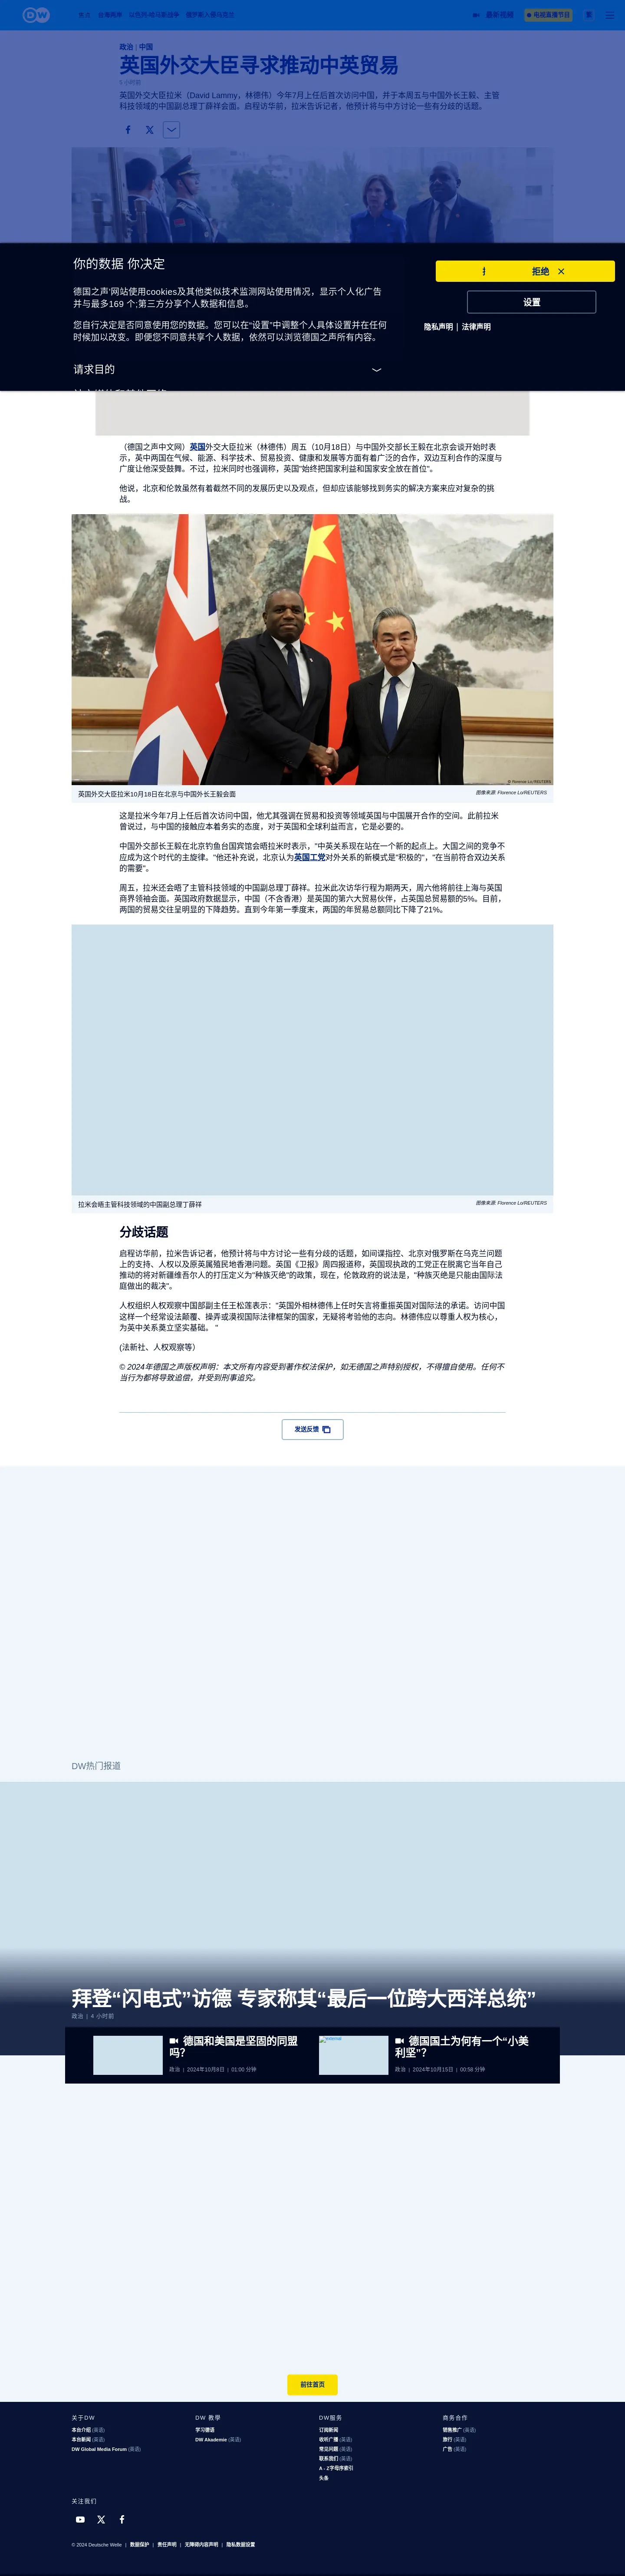 DW
焦点 台灣兩岸 以色列-哈马斯战争 俄罗斯入侵乌克兰 最新视频 电视直播节目 繁
政治 | 中国
英国外交大臣寻求推动中英贸易
5 小时前
英国外交大臣拉米（David Lammy，林德伟）今年7月上任后首次访问中国，并于本周五与中国外长王毅、主管
科技领域的中国副总理丁薛祥会面。启程访华前，拉米告诉记者，他预计将与中方讨论一些有分歧的话题。
你的数据 你决定
德国之声'网站使用cookies及其他类似技术监测网站使用情况，显示个人化广告
并与最多169 个;第三方分享个人数据和信息。
您自行决定是否同意使用您的数据。您可以在"设置"中调整个人具体设置并在任何
时候加以改变。即便您不同意共享个人数据，依然可以浏览德国之声所有内容。
请求目的
拒绝
设置
隐私声明 | 法律声明
（德国之声中文网）英国外交大臣拉米（林德伟）周五（10月18日）与中国外交部长王毅在北京会谈开始时表
示，英中两国在气候、能源、科学技术、贸易投资、健康和发展等方面有着广泛的合作，双边互利合作的深度与
广度让他深受鼓舞。不过，拉米同时也强调称，英国"始终把国家利益和国家安全放在首位"。
他说，北京和伦敦虽然有着截然不同的发展历史以及观点，但却应该能够找到务实的解决方案来应对复杂的挑
战。
© Florence Lo/REUTERS
英国外交大臣拉米10月18日在北京与中国外长王毅会面
图像来源: Florence Lo/REUTERS
这是拉米今年7月上任后首次访问中国，他尤其强调在贸易和投资等领域英国与中国展开合作的空间。此前拉米
曾说过，与中国的接触应本着务实的态度，对于英国和全球利益而言，它是必要的。
中国外交部长王毅在北京钓鱼台国宾馆会晤拉米时表示，"中英关系现在站在一个新的起点上。大国之间的竞争不
应成为这个时代的主旋律。"他还补充说，北京认为英国工党对外关系的新模式是"积极的"，"在当前符合双边关系
的需要"。
周五，拉米还会晤了主管科技领域的中国副总理丁薛祥。拉米此次访华行程为期两天，周六他将前往上海与英国
商界领袖会面。英国政府数据显示，中国（不含香港）是英国的第六大贸易伙伴，占英国总贸易额的5%。目前，
两国的贸易交往呈明显的下降趋势。直到今年第一季度末，两国的年贸易总额同比下降了21%。
拉米会晤主管科技领域的中国副总理丁薛祥
图像来源: Florence Lo/REUTERS
分歧话题
启程访华前，拉米告诉记者，他预计将与中方讨论一些有分歧的话题，如间谍指控、北京对俄罗斯在乌克兰问题
上的支持、人权以及原英属殖民地香港问题。英国《卫报》周四报道称，英国现执政的工党正在脱离它当年自己
推动的将对新疆维吾尔人的打压定义为"种族灭绝"的政策，现在，伦敦政府的说法是，"种族灭绝是只能由国际法
庭做出的裁决"。
人权组织人权观察中国部副主任王松莲表示："英国外相林德伟上任时矢言将重振英国对国际法的承诺。访问中国
这样一个经常设法颠覆、操弄或漠视国际法律框架的国家，无疑将考验他的志向。林德伟应以尊重人权为核心，
为英中关系奠立坚实基础。 "
(法新社、人权观察等）
© 2024年德国之声版权声明：本文所有内容受到著作权法保护，如无德国之声特别授权，不得擅自使用。任何不
当行为都将导致追偿，并受到刑事追究。
发送反馈
DW热门报道
拜登“闪电式”访德 专家称其“最后一位跨大西洋总统”
政治 | 4 小时前
德国和美国是坚固的同盟
吗?
政治 | 2024年10月8日 | 01:00 分钟
德国国土为何有一个“小美
利坚”?
政治 | 2024年10月15日 | 00:58 分钟
前往首页
关于DW
本台介绍 (英语)
本台新闻 (英语)
DW Global Media Forum (英语)
DW 教學
学习德语
DW Akademie (英语)
DW服务
订阅新闻
收听广播 (英语)
常见问题 (英语)
联系我们 (英语)
A - Z字母序索引
头条
商务合作
销售推广 (英语)
旅行 (英语)
广告 (英语)
关注我们
© 2024 Deutsche Welle | 数据保护 | 责任声明 | 无障碍内容声明 | 隐私数据设置